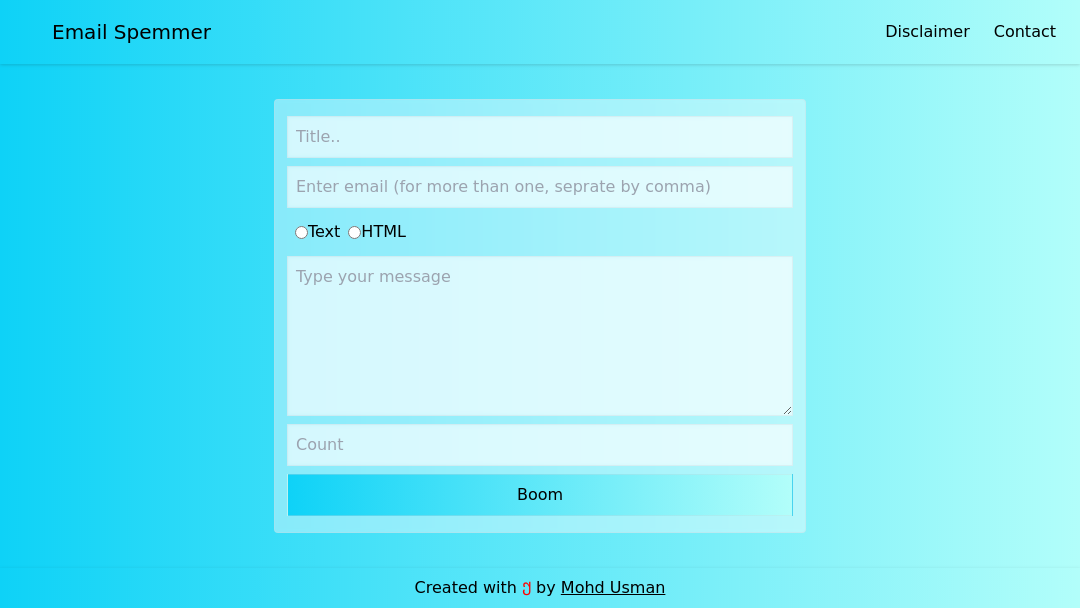 Email Spemmer
Disclaimer
Contact
Title..
Enter email (for more than one, seprate by comma)
Text HTML
Type your message
Count
Boom
Created with by Mohd Usman